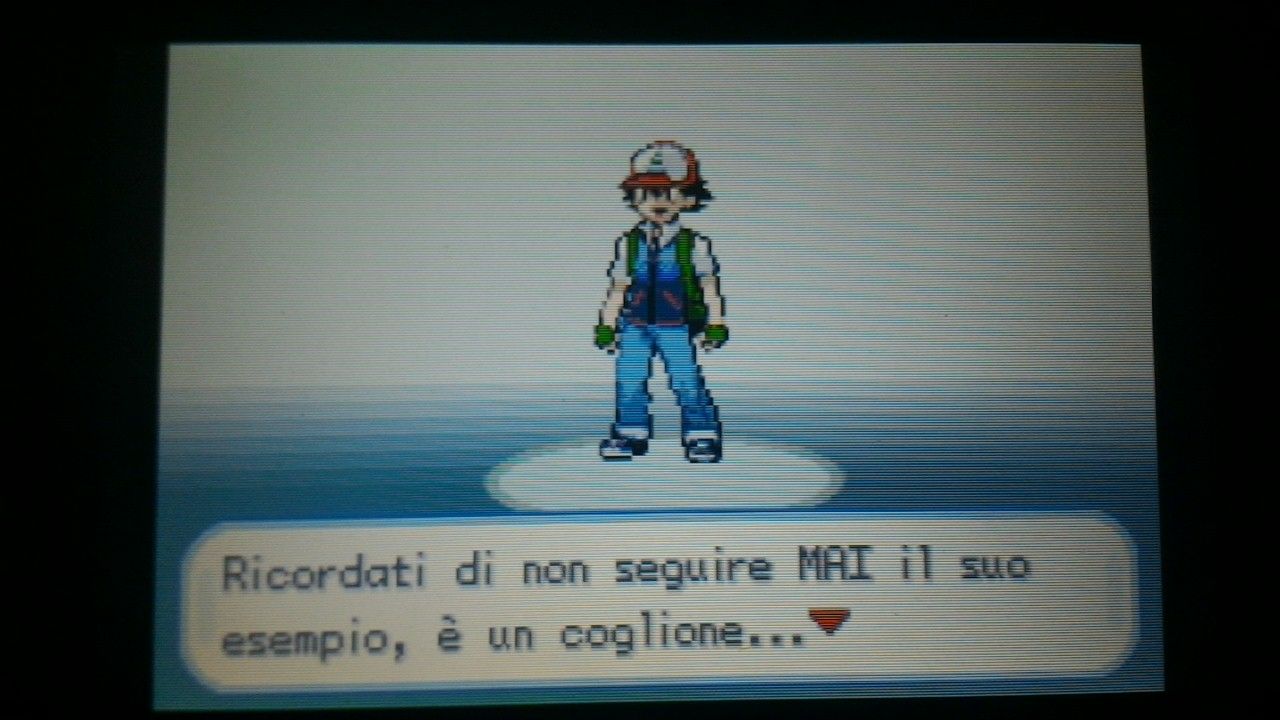 Ricordati di non seguire MAI il suo
esempio, è un coglione...